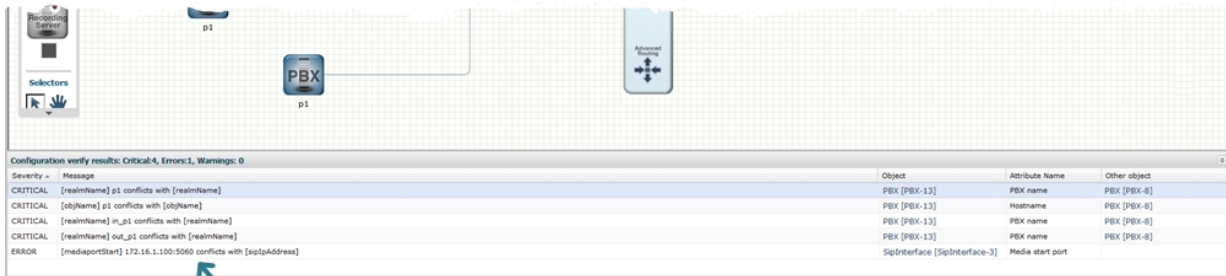 Recording
Server
p1
Advanced
Routing
PBX
Selectors
p1
Configuration verify results: Critical:4, Errors:1, Warnings: 0
Severity Message Object Attribute Name Other object
CRITICAL [realmName] p1 conflicts with [realmName] PBX [PBX-13] PBX name PBX [PBX-8]
CRITICAL [objName] p1 conflicts with [objName] PBX [PBX-13] Hostname PBX [PBX-8]
CRITICAL [realmName] in_p1 conflicts with [realmName] PBX [PBX-13] PBX name PBX [PBX-8]
CRITICAL [realmName] out_p1 conflicts with [realmName] PBX [PBX-13] PBX name PBX [PBX-8]
ERROR [mediaportStart] 172.16.1.100:5060 conflicts with [sipIpAddress] SipInterface [SipInterface-3] Media start port